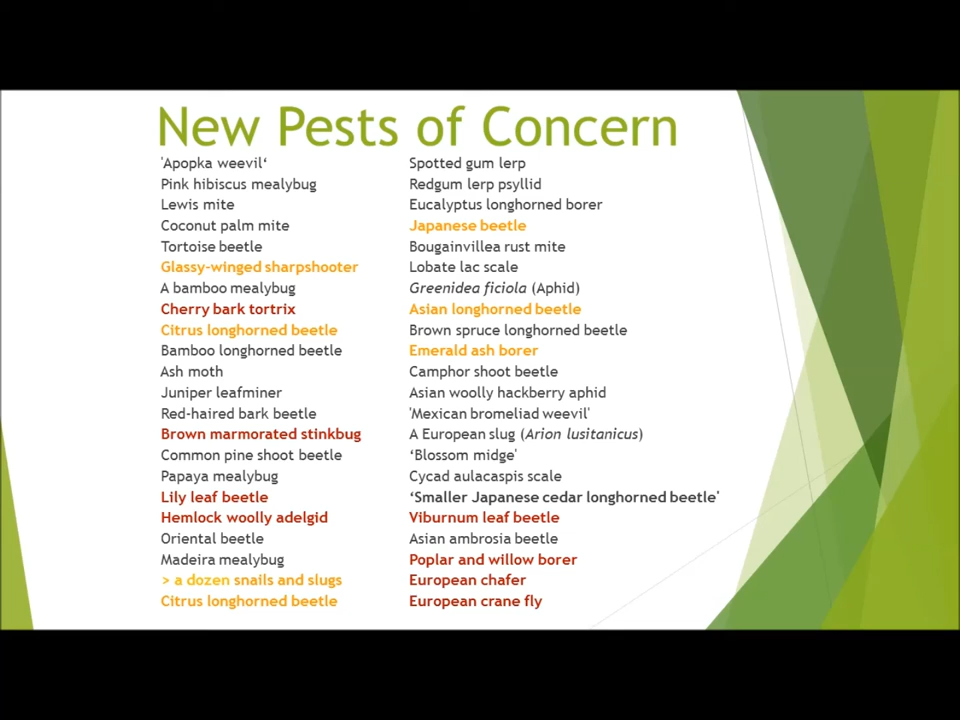 New Pests of Concern
'Apopka weevil‘
Pink hibiscus mealybug
Lewis mite
Coconut palm mite
Tortoise beetle
Glassy-winged sharpshooter
A bamboo mealybug
Cherry bark tortrix
Citrus longhorned beetle
Bamboo longhorned beetle
Ash moth
Juniper leafminer
Red-haired bark beetle
Brown marmorated stinkbug
Common pine shoot beetle
Papaya mealybug
Lily leaf beetle
Hemlock woolly adelgid
Oriental beetle
Madeira mealybug
> a dozen snails and slugs
Citrus longhorned beetle
Spotted gum lerp
Redgum lerp psyllid
Eucalyptus longhorned borer
Japanese beetle
Bougainvillea rust mite
Lobate lac scale
Greenidea ficiola (Aphid)
Asian longhorned beetle
Brown spruce longhorned beetle
Emerald ash borer
Camphor shoot beetle
Asian woolly hackberry aphid
'Mexican bromeliad weevil'
A European slug (Arion lusitanicus)
‘Blossom midge'
Cycad aulacaspis scale
‘Smaller Japanese cedar longhorned beetle'
Viburnum leaf beetle
Asian ambrosia beetle
Poplar and willow borer
European chafer
European crane fly